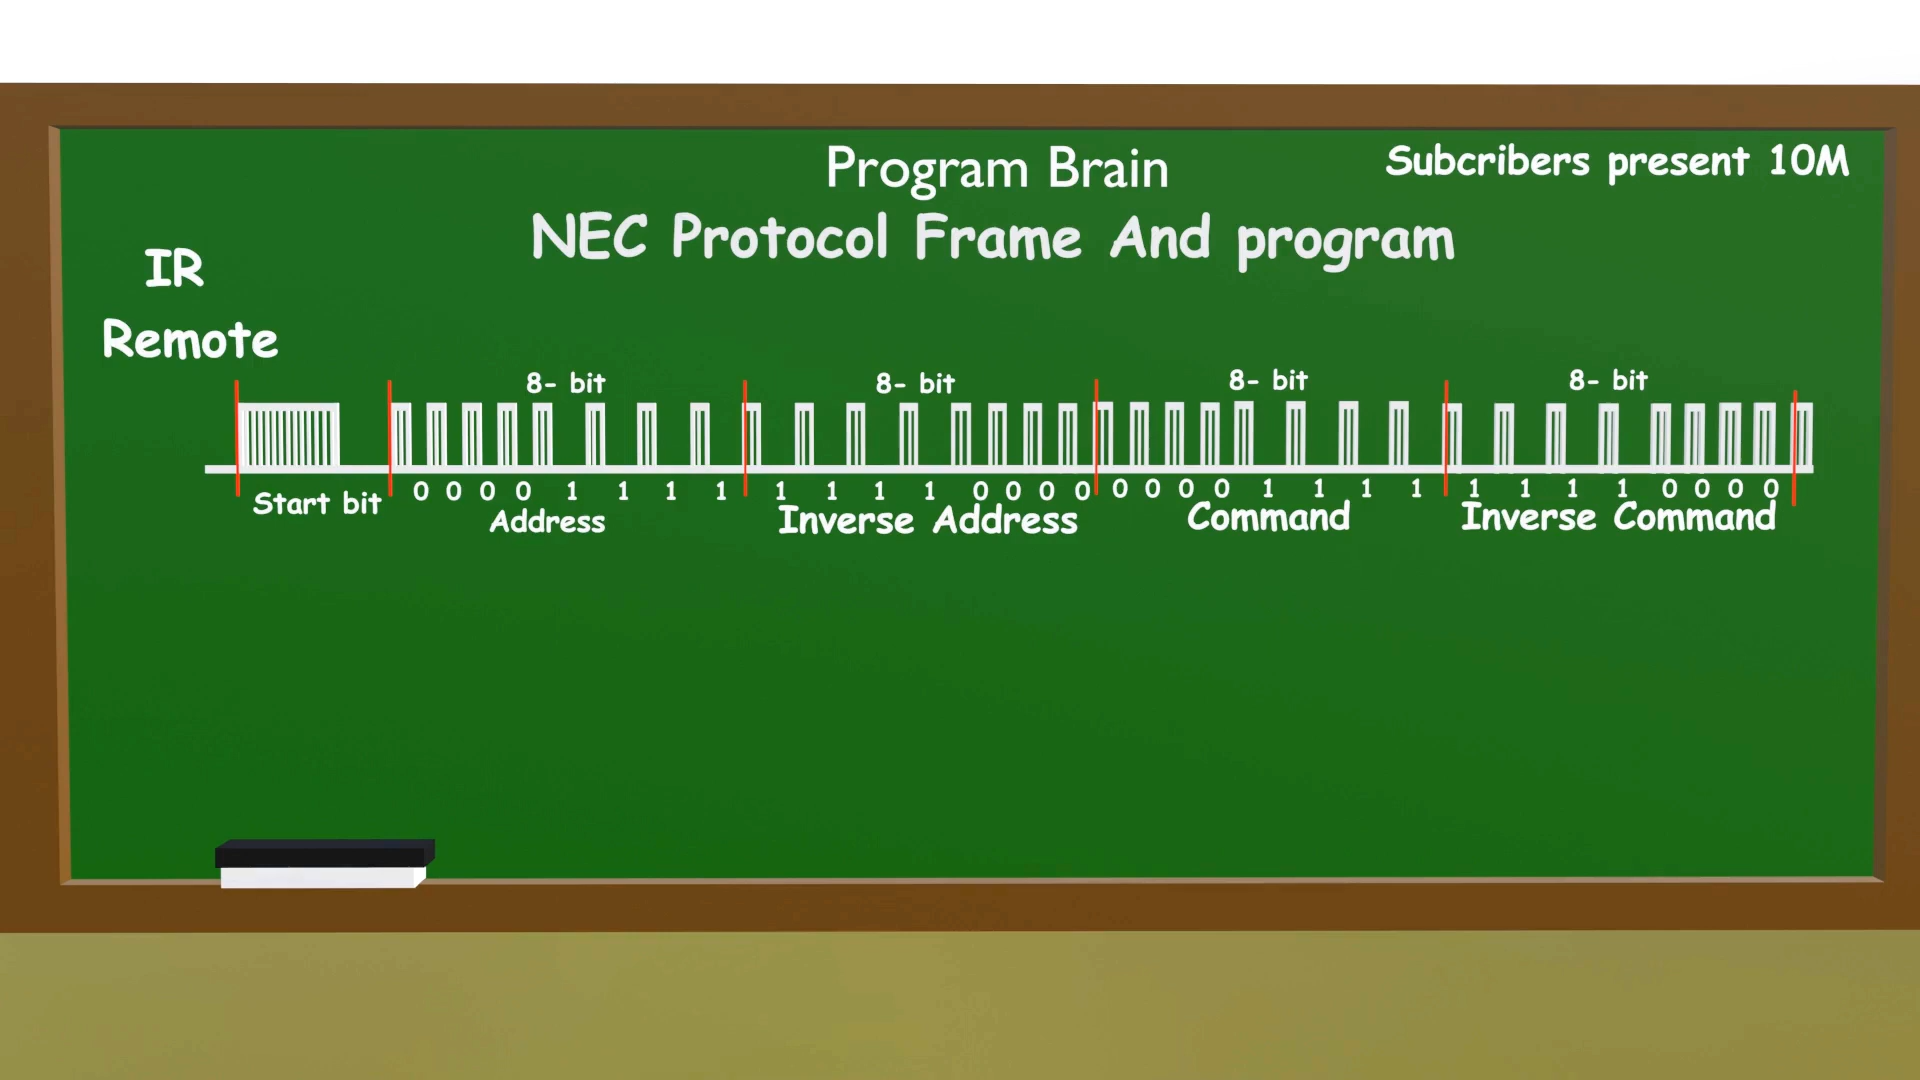 Program Brain
Subcribers present 10M
NEC Protocol Frame And program
IR
Remote
8- bit 8- bit 8- bit 8- bit
0 0 0 0 1 1 1 1 1 1 1 1 0 0 0 0 0 0 0 0 1 1 1 1 1 1 1 1 0 0 0 0
Start bit Address Inverse Address Command Inverse Command